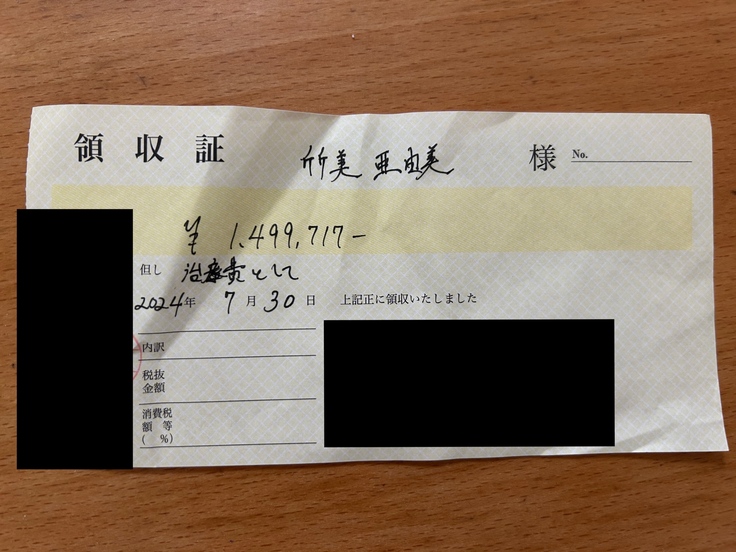 領収証 竹美 亜由美 様 No.
¥ 1,499,717-
但し 治療費として
2024年 7月 30日 上記正に領収いたしました
内訳
税抜
金額
消費税
額 等
( %)